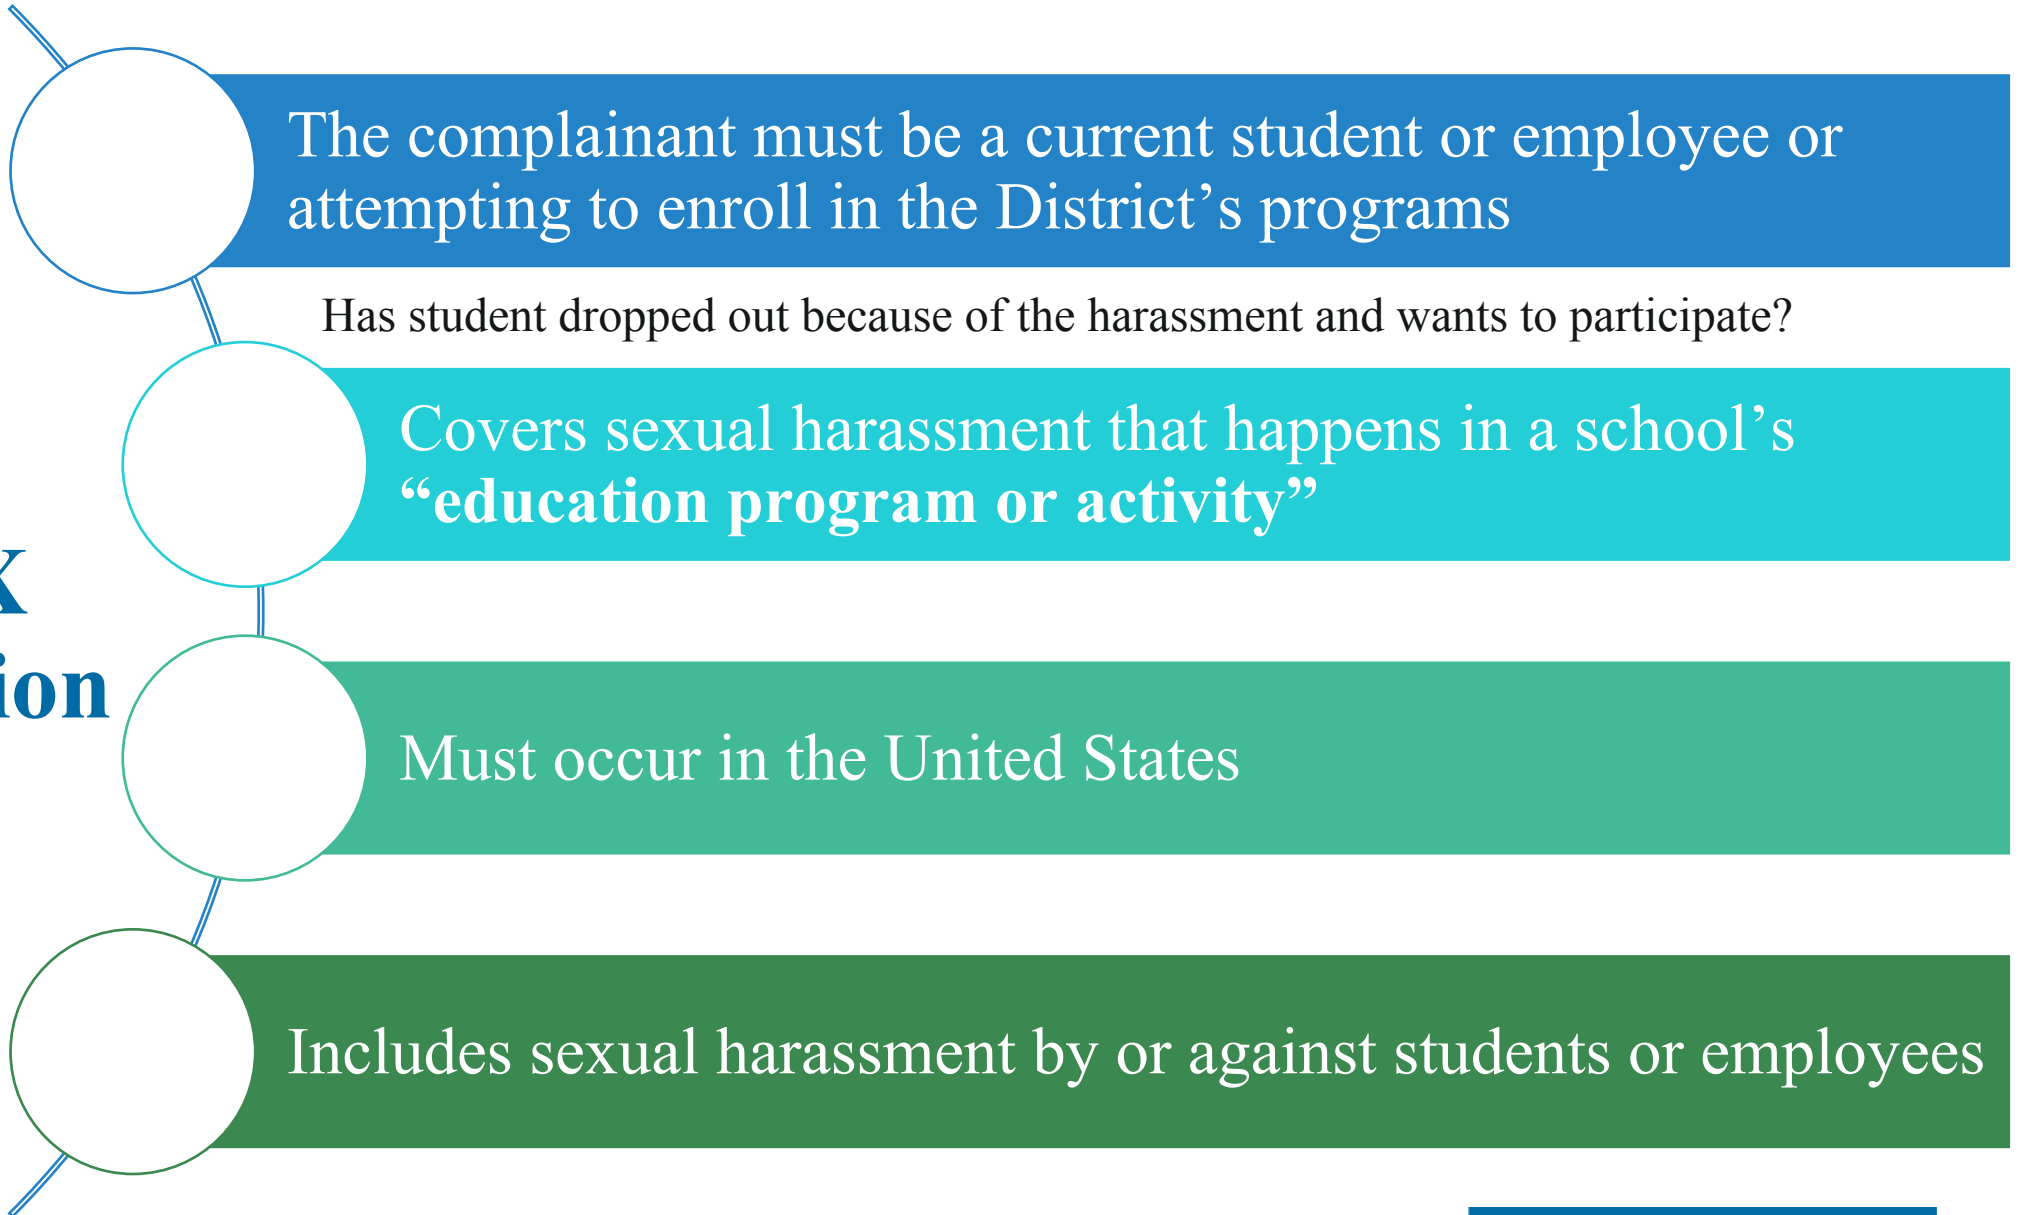 The complainant must be a current student or employee or
attempting to enroll in the District’s programs
Has student dropped out because of the harassment and wants to participate?
Covers sexual harassment that happens in a school’s
“education program or activity”
Must occur in the United States
Includes sexual harassment by or against students or employees